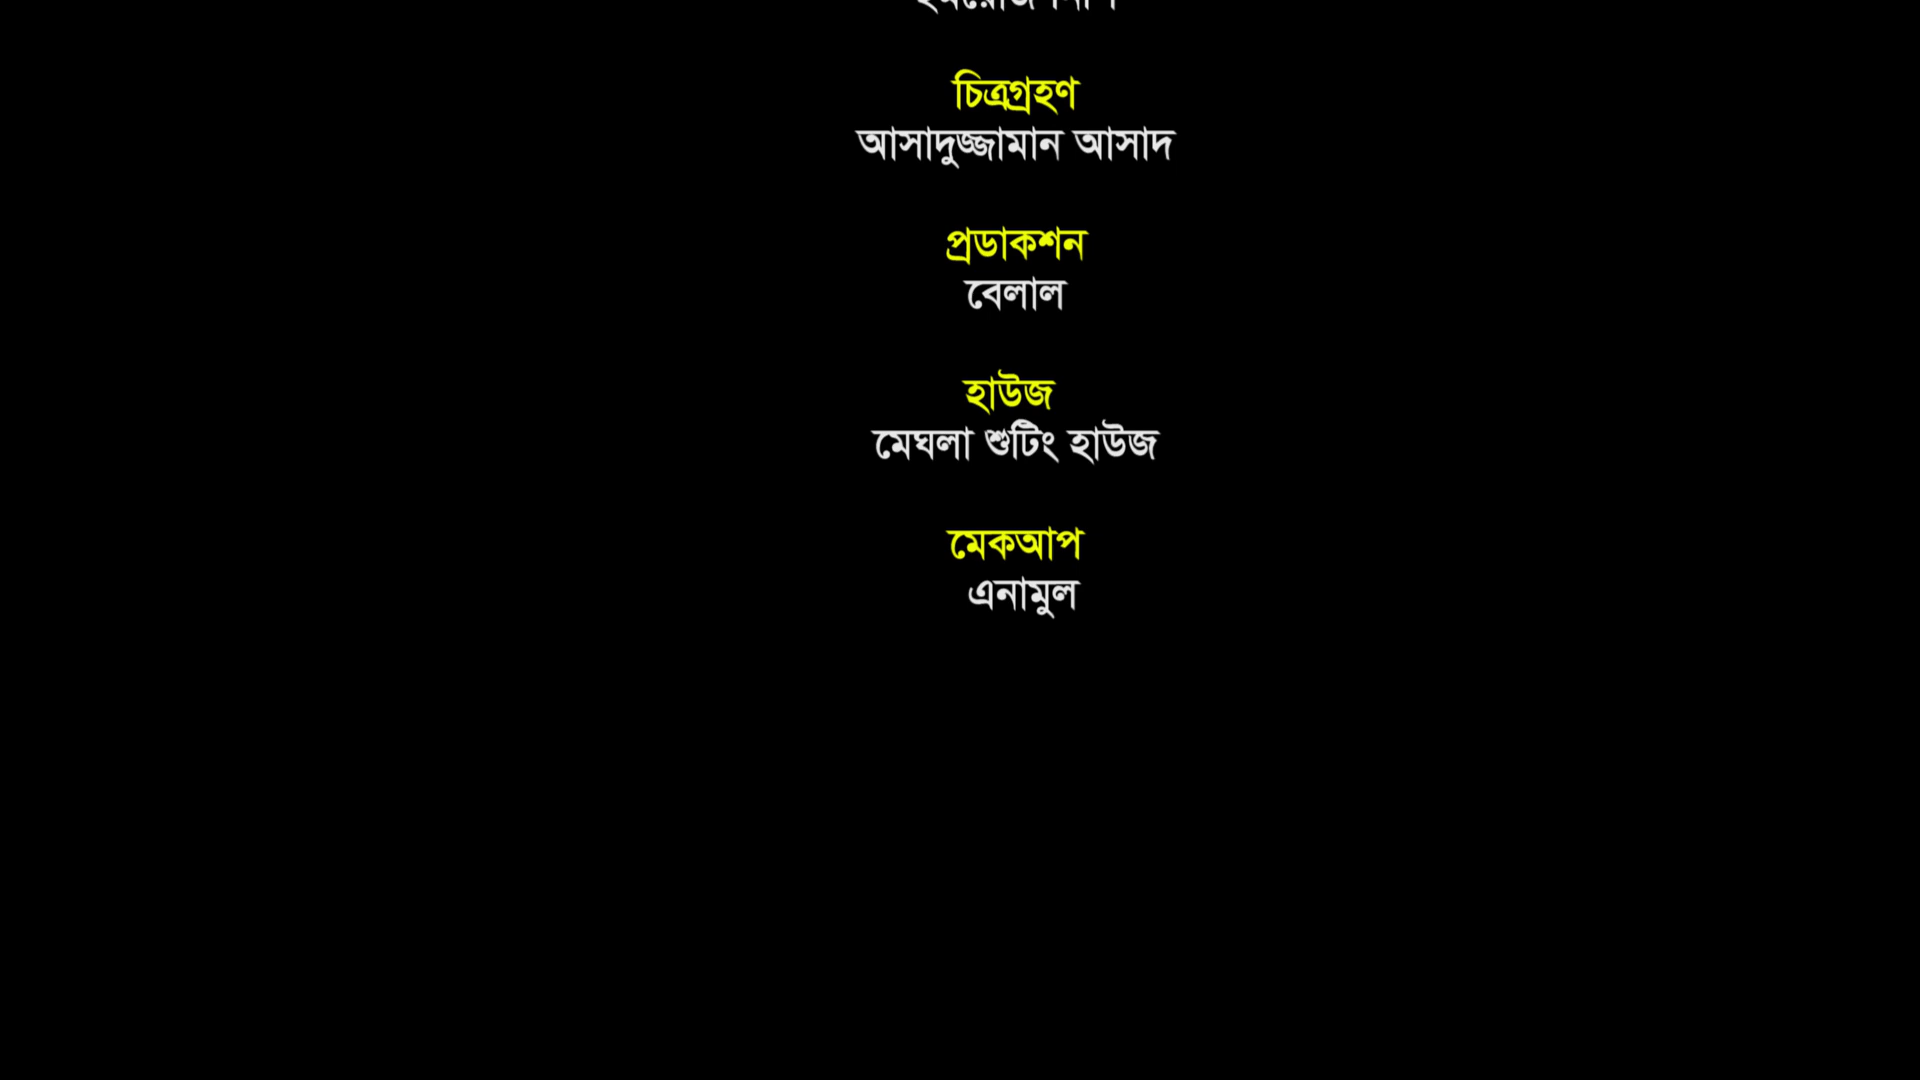 চিত্রগ্রহণ
আসাদুজ্জামান আসাদ
প্রডাকশন
বেলাল
হাউজ
মেঘলা শুটিং হাউজ
মেকআপ
এনামুল